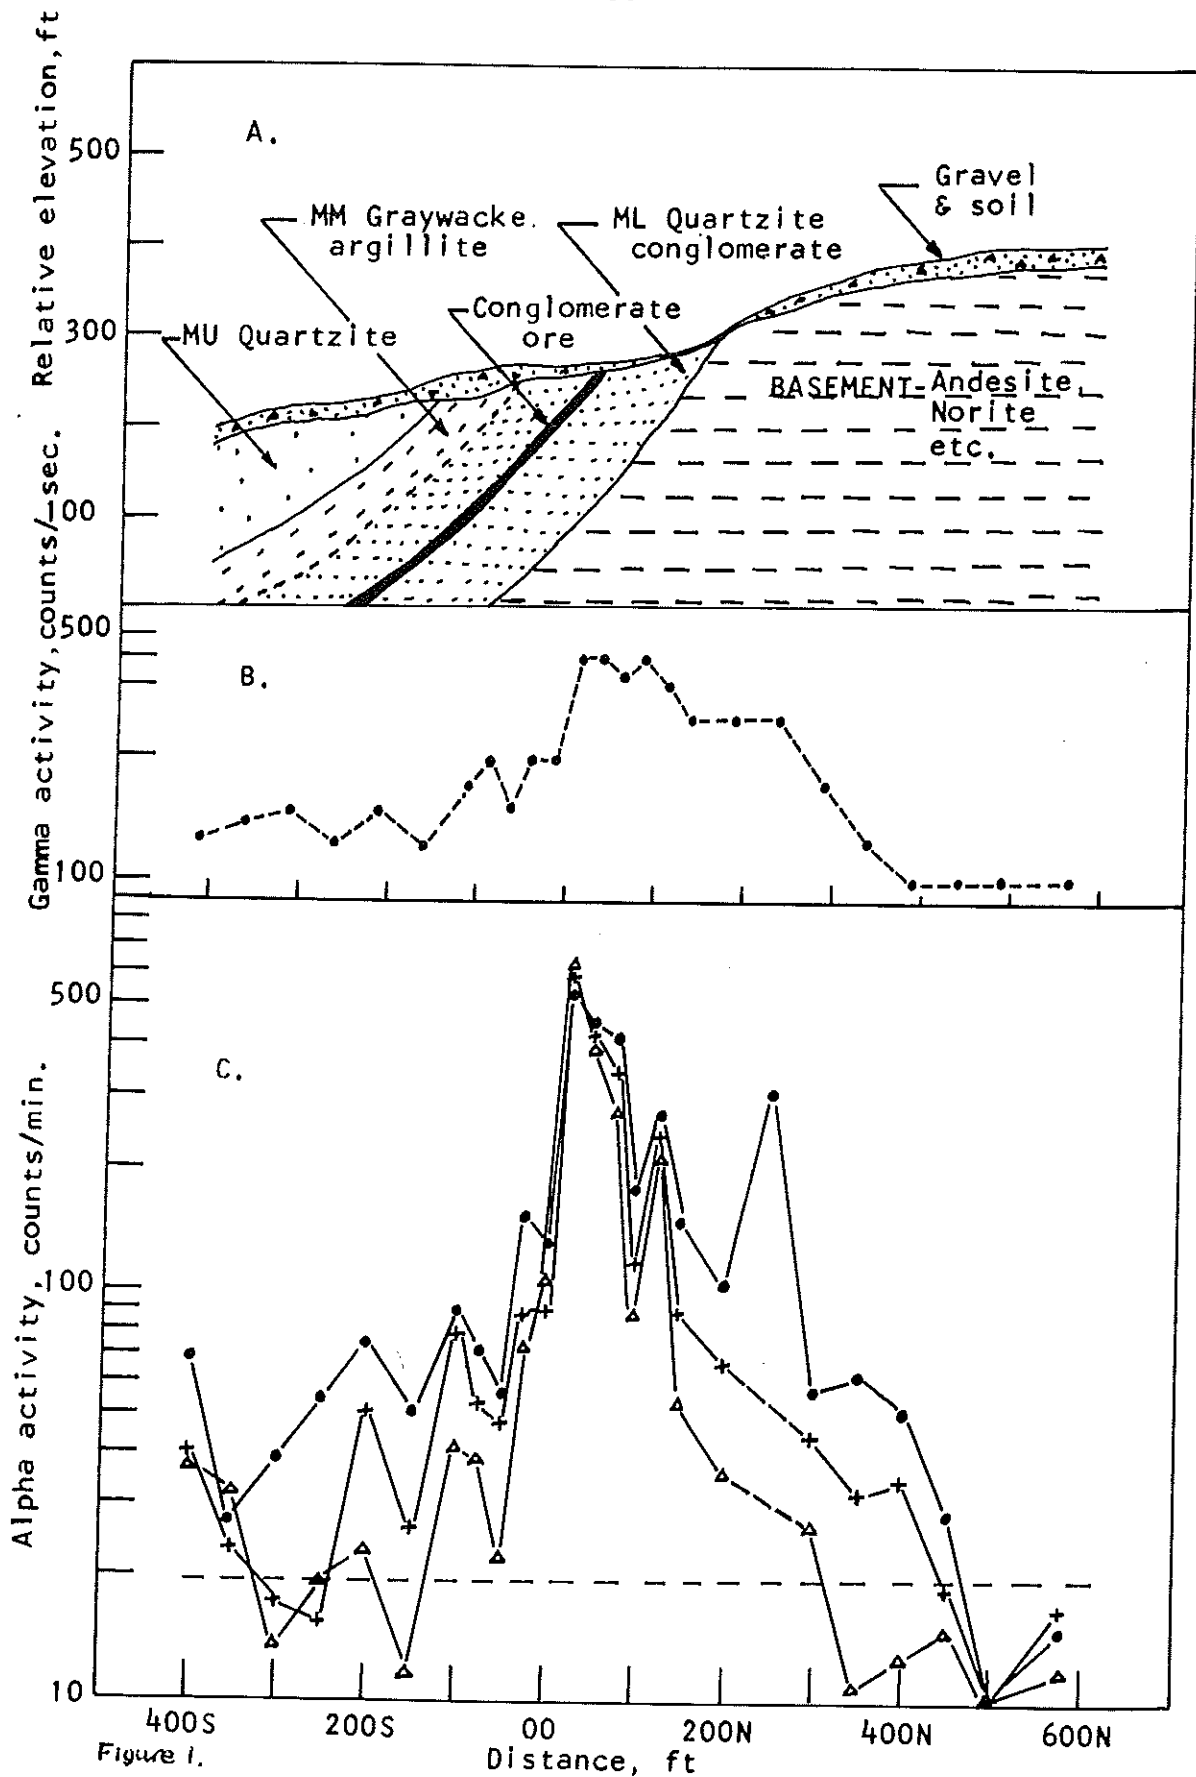 Relative elevation, ft
500
300
100
A.
MM Graywacke.
argillite
ML Quartzite
conglomerate
Gravel
& soil
MU Quartzite
Conglomerate
ore
BASEMENT-Andesite,
Norite
etc.
Gamma activity, counts/-sec.
500
100
B.
Alpha activity, counts/min.
500
100
10
C.
400S
200S
00
200N
400N
600N
Figure 1.
Distance, ft